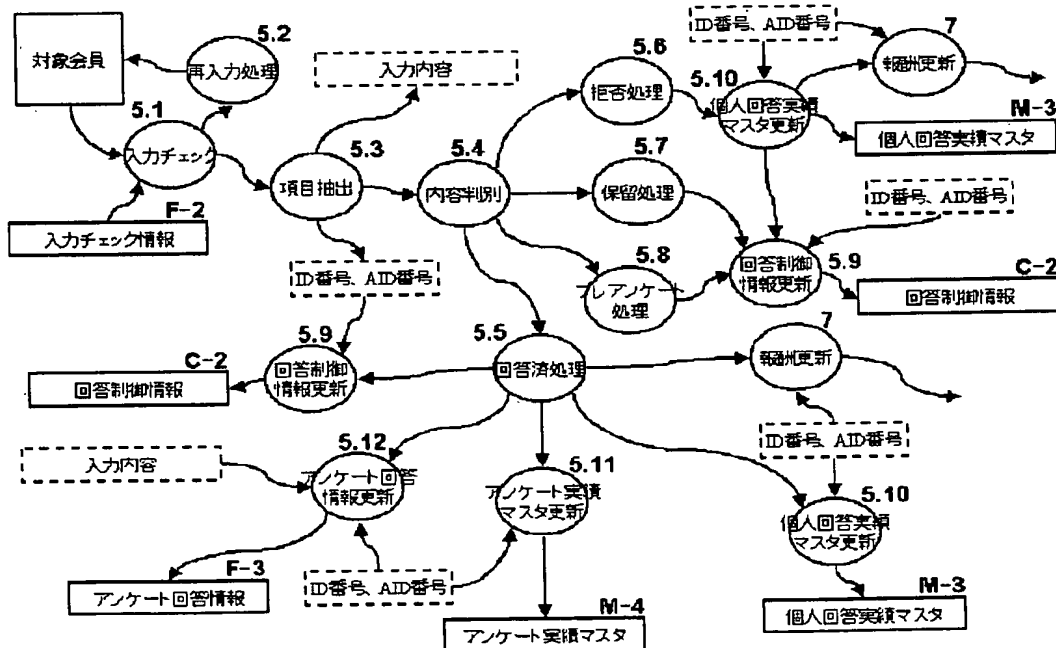 対象会員
5.2
再入力処理
5.1
入力チェック
F-2
入力チェック情報
入力内容
5.3
項目抽出
5.4
内容判別
5.6
拒否処理
5.7
保留処理
5.8
プレアンケート
処理
ID番号、AID番号
7
報酬更新
5.10
個人回答実績
マスタ更新
M-3
個人回答実績マスタ
ID番号、AID番号
回答制御
情報更新
5.9
C-2
回答制御情報
ID番号、AID番号
5.9
回答制御
情報更新
C-2
回答制御情報
5.5
回答済処理
7
報酬更新
ID番号、AID番号
入力内容
5.12
アンケート回答
情報更新
5.11
アンケート実績
マスタ更新
5.10
個人回答実績
マスタ更新
F-3
アンケート回答情報
ID番号、AID番号
M-4
アンケート実績マスタ
M-3
個人回答実績マスタ